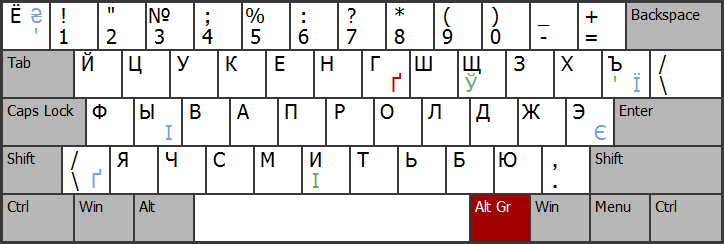 Ё ₴ ! " № ; % : ? * ( ) _ + Backspace
' 1 2 3 4 5 6 7 8 9 0 - =
Tab Й Ц У К Е Н Г Ш Щ З Х Ъ /
Ґ Ў ' Ї \
Caps Lock Ф Ы В А П Р О Л Д Ж Э Enter
І Є
Shift / Я Ч С М И Т Ь Б Ю , Shift
\ Ґ І .
Ctrl Win Alt Alt Gr Win Menu Ctrl